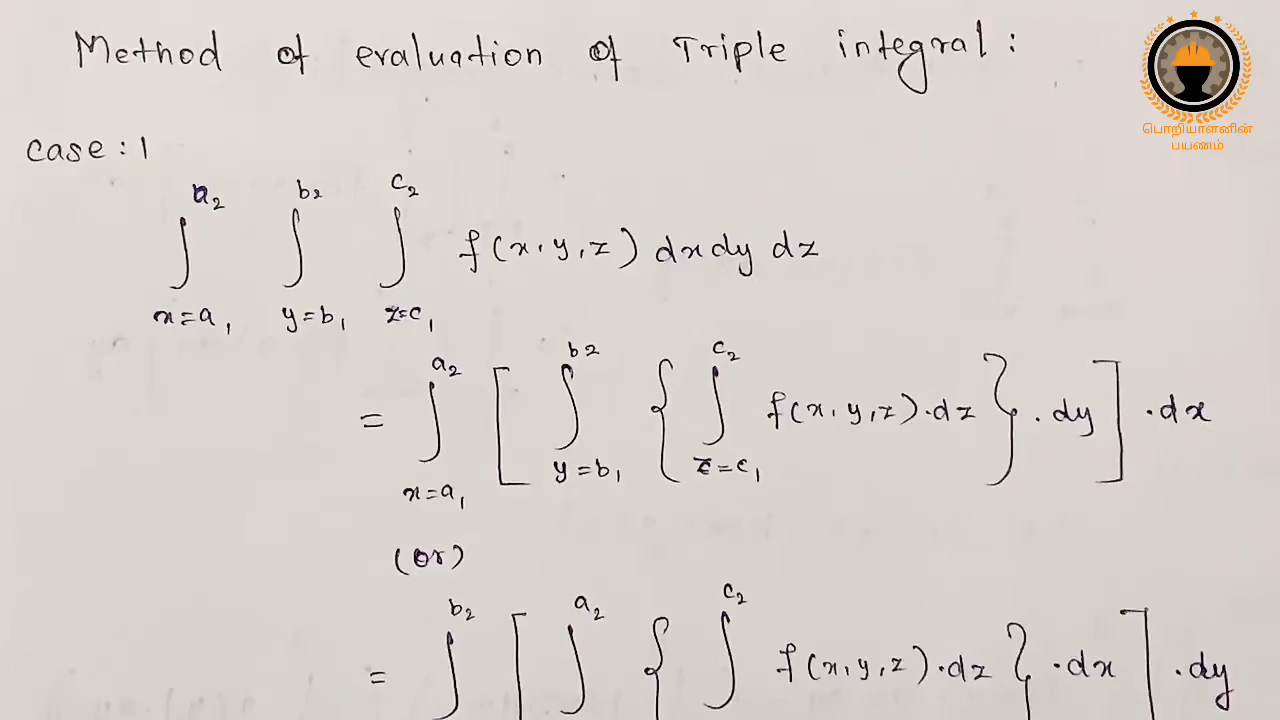 Method of evaluation of Triple integral :
பொறியாளனின்
பயணம்
case : 1
∫_{x=a₁}^{a₂} ∫_{y=b₁}^{b₂} ∫_{z=c₁}^{c₂} f(x,y,z) dx dy dz
= ∫_{x=a₁}^{a₂} [ ∫_{y=b₁}^{b₂} { ∫_{z=c₁}^{c₂} f(x,y,z).dz } . dy ] .dx
(or)
= ∫^{b₂} [ ∫^{a₂} { ∫^{c₂} f(x,y,z).dz } .dx ] .dy